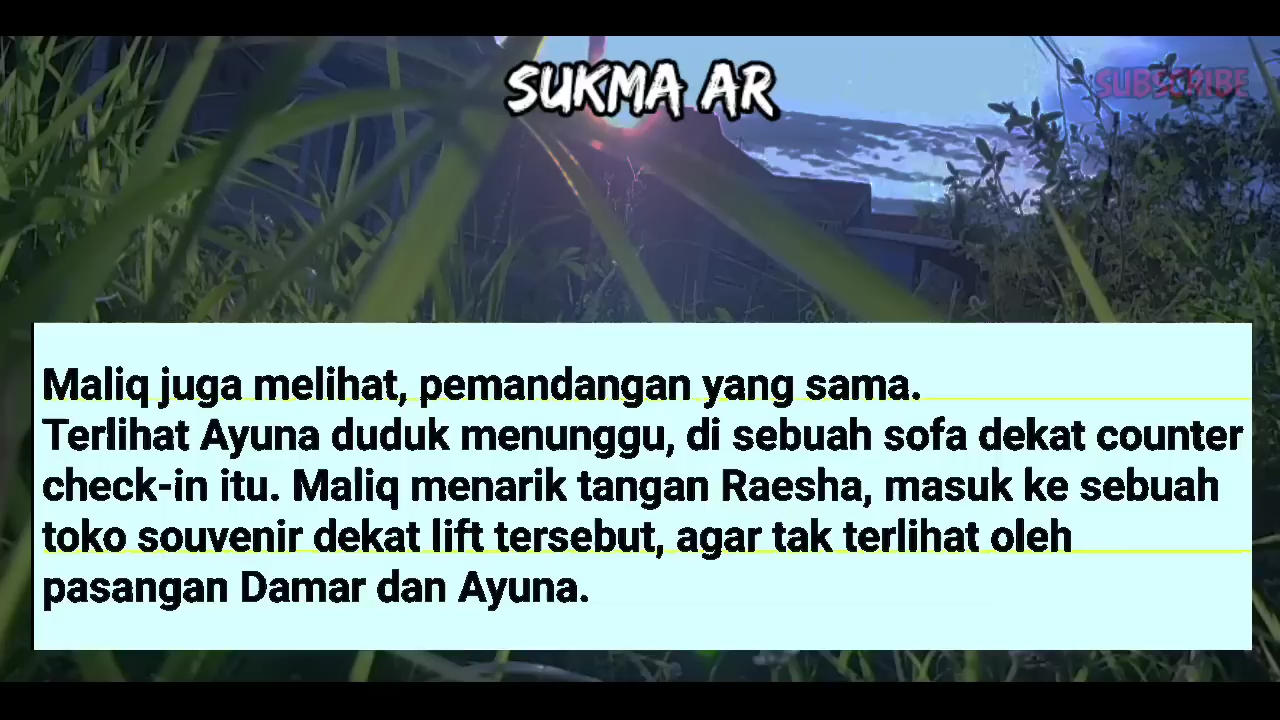 SUKMA AR
SUBSCRIBE
Maliq juga melihat, pemandangan yang sama.
Terlihat Ayuna duduk menunggu, di sebuah sofa dekat counter
check-in itu. Maliq menarik tangan Raesha, masuk ke sebuah
toko souvenir dekat lift tersebut, agar tak terlihat oleh
pasangan Damar dan Ayuna.